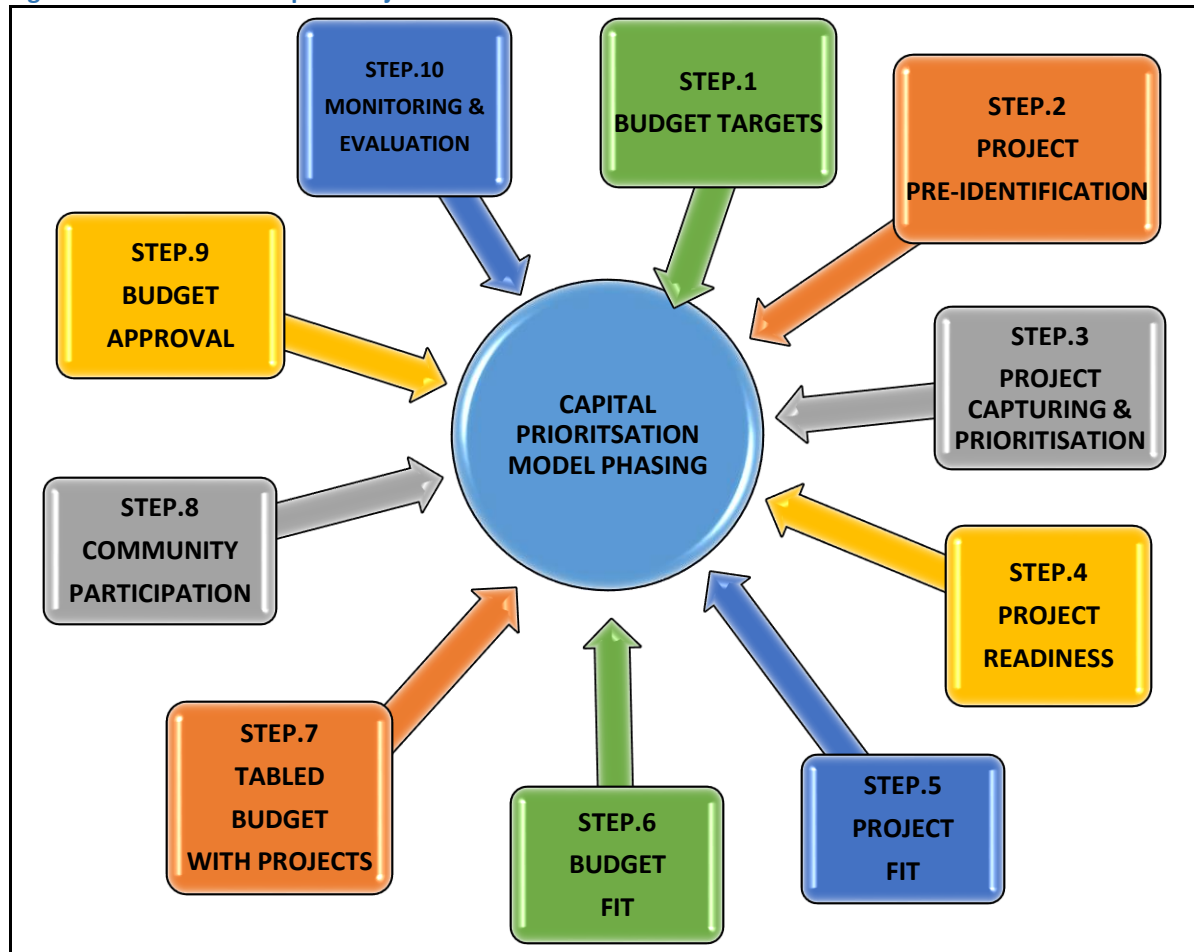 STEP.1
BUDGET TARGETS
STEP.2
PROJECT
PRE-IDENTIFICATION
STEP.3
PROJECT
CAPTURING &
PRIORITISATION
STEP.4
PROJECT
READINESS
STEP.5
PROJECT
FIT
STEP.6
BUDGET
FIT
STEP.7
TABLED
BUDGET
WITH PROJECTS
STEP.8
COMMUNITY
PARTICIPATION
STEP.9
BUDGET
APPROVAL
STEP.10
MONITORING &
EVALUATION
CAPITAL
PRIORITSATION
MODEL PHASING